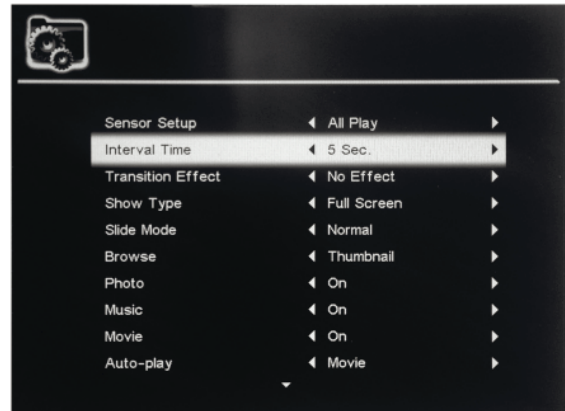 Sensor Setup All Play
Interval Time 5 Sec.
Transition Effect No Effect
Show Type Full Screen
Slide Mode Normal
Browse Thumbnail
Photo On
Music On
Movie On
Auto-play Movie